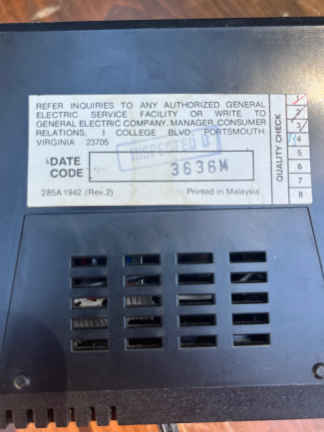 REFER INQUIRIES TO ANY AUTHORIZED GENERAL
ELECTRIC SERVICE FACILITY OR WRITE TO
GENERAL ELECTRIC COMPANY, MANAGER, CONSUMER
RELATIONS, 1 COLLEGE BLVD. PORTSMOUTH,
VIRGINIA 23705
INSPECTED
DATE
CODE
3636M
285A1942 (Rev.2)
Printed in Malaysia
QUALITY CHECK
1
2
3
4
5
6
7
8